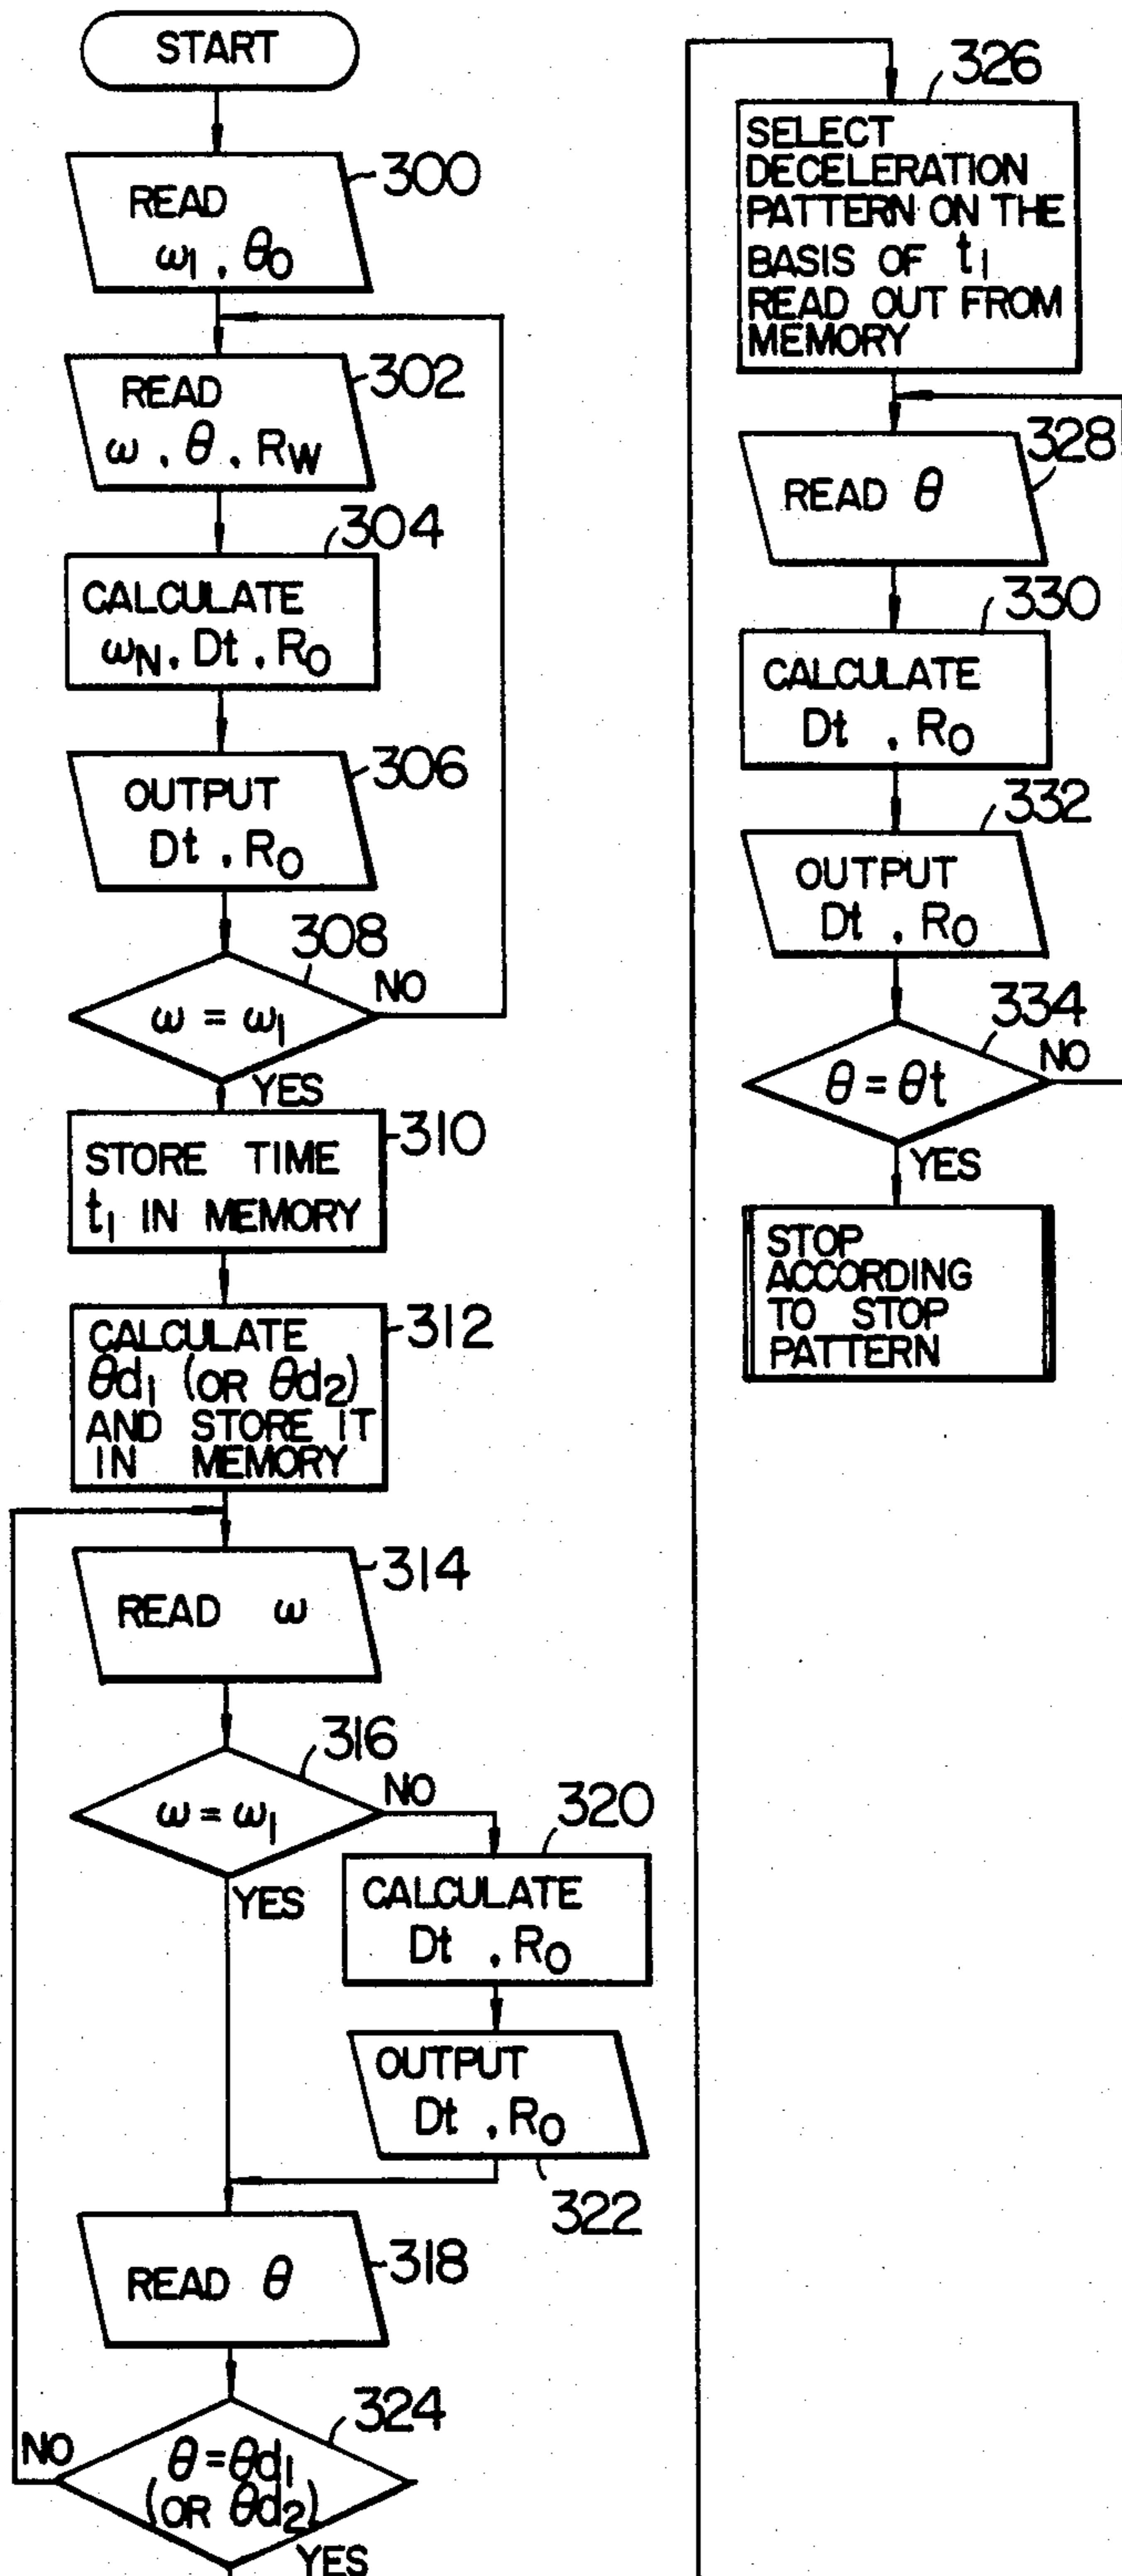 START
300
READ
ω₁ , θ₀
302
READ
ω , θ , R_W
304
CALCULATE
ω_N , Dt , R₀
306
OUTPUT
Dt , R₀
308
ω = ω₁
NO
YES
310
STORE TIME
t₁ IN MEMORY
312
CALCULATE
θd₁ (OR θd₂)
AND STORE IT
IN MEMORY
314
READ ω
316
ω = ω₁
NO
YES
320
CALCULATE
Dt , R₀
OUTPUT
Dt , R₀
322
318
READ θ
324
θ = θd₁
(OR θd₂)
NO
YES
326
SELECT
DECELERATION
PATTERN ON THE
BASIS OF t₁
READ OUT FROM
MEMORY
328
READ θ
330
CALCULATE
Dt , R₀
332
OUTPUT
Dt , R₀
334
θ = θt
NO
YES
STOP
ACCORDING
TO STOP
PATTERN